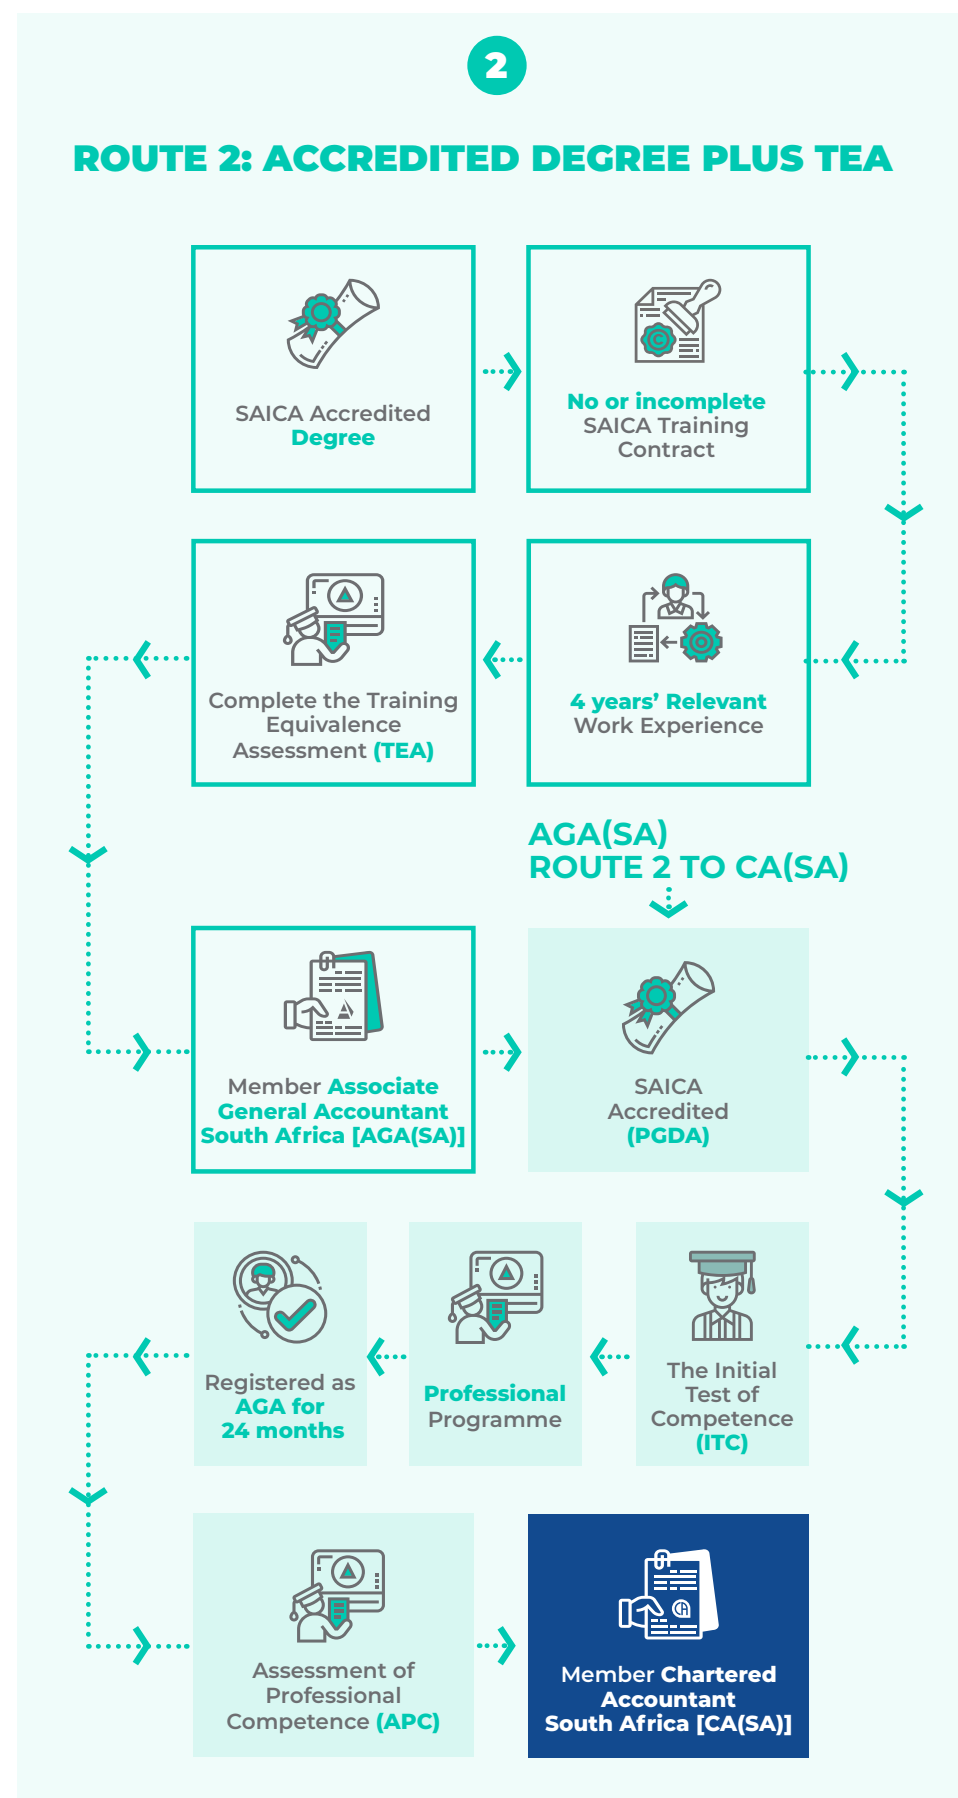 2
ROUTE 2: ACCREDITED DEGREE PLUS TEA
SAICA Accredited
Degree
No or incomplete
SAICA Training
Contract
4 years’ Relevant
Work Experience
Complete the Training
Equivalence
Assessment (TEA)
AGA(SA)
ROUTE 2 TO CA(SA)
Member Associate
General Accountant
South Africa [AGA(SA)]
SAICA
Accredited
(PGDA)
The Initial
Test of
Competence
(ITC)
Professional
Programme
Registered as
AGA for
24 months
Assessment of
Professional
Competence (APC)
Member Chartered
Accountant
South Africa [CA(SA)]